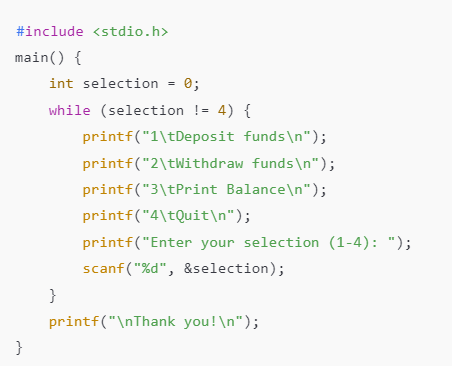 #include <stdio.h>
main() {
    int selection = 0;
    while (selection != 4) {
        printf("1\tDeposit funds\n");
        printf("2\tWithdraw funds\n");
        printf("3\tPrint Balance\n");
        printf("4\tQuit\n");
        printf("Enter your selection (1-4): ");
        scanf("%d", &selection);
    }
    printf("\nThank you!\n");
}